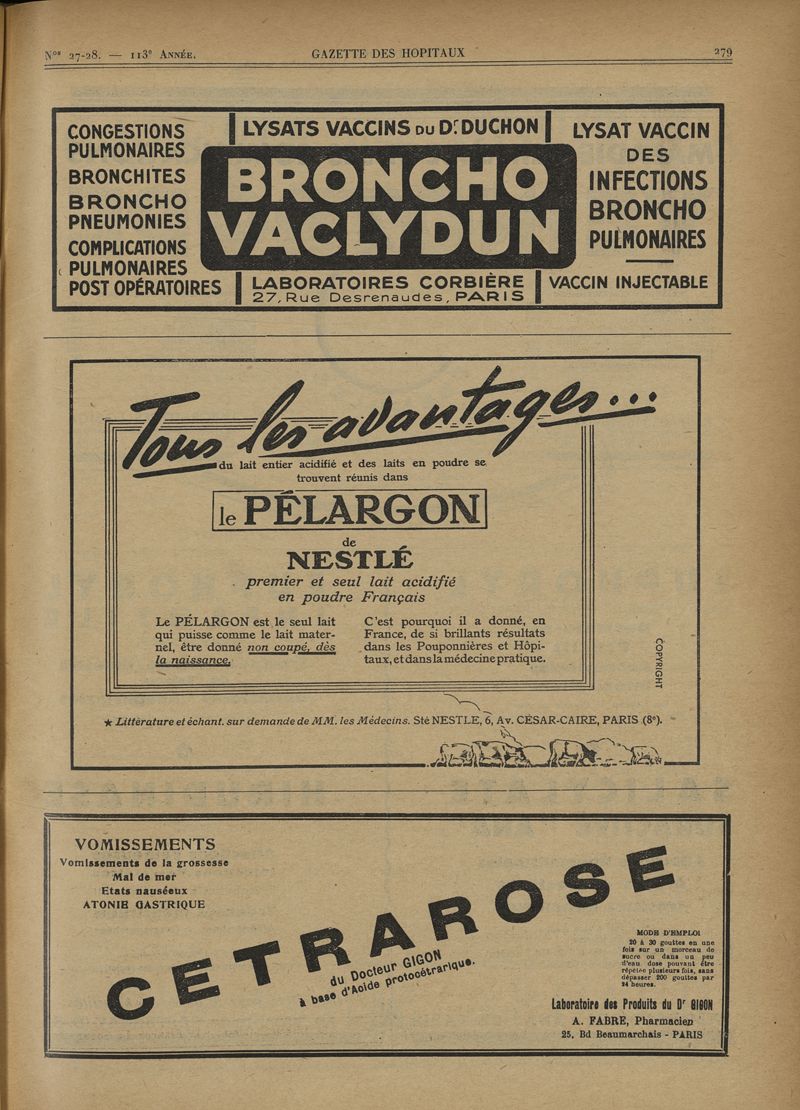 Nos 27-28. — 113e ANNÉE.
GAZETTE DES HOPITAUX
279
CONGESTIONS
PULMONAIRES
BRONCHITES
BRONCHO
PNEUMONIES
COMPLICATIONS
PULMONAIRES
POST OPÉRATOIRES
LYSATS VACCINS DU Dr DUCHON
BRONCHO
VACLYDUN
LABORATOIRES CORBIÈRE
27, Rue Desrenaudes, PARIS
LYSAT VACCIN
DES
INFECTIONS
BRONCHO
PULMONAIRES
VACCIN INJECTABLE
Tous les avantages...
du lait entier acidifié et des laits en poudre se
trouvent réunis dans
le PÉLARGON
de
NESTLÉ
premier et seul lait acidifié
en poudre Français
Le PÉLARGON est le seul lait
qui puisse comme le lait mater-
nel, être donné non coupé, dès
la naissance.
C'est pourquoi il a donné, en
France, de si brillants résultats
dans les Pouponnières et Hôpi-
taux, et dans la médecine pratique.
COPYRIGHT
★ Littérature et échant. sur demande de MM. les Médecins. Sté NESTLE, 6, Av. CÉSAR-CAIRE, PARIS (8e).
VOMISSEMENTS
Vomissements de la grossesse
Mal de mer
Etats nauséeux
ATONIE GASTRIQUE
CETRAROSE
du Docteur GIGON
à base d'Acide protocétrarique.
MODE D'EMPLOI
20 à 30 gouttes en une
fois sur un morceau de
sucre ou dans un peu
d'eau, dose pouvant être
répétée plusieurs fois, sans
dépasser 200 gouttes par
24 heures.
Laboratoire des Produits du Dr GIGON
A. FABRE, Pharmacien
25, Bd Beaumarchais - PARIS